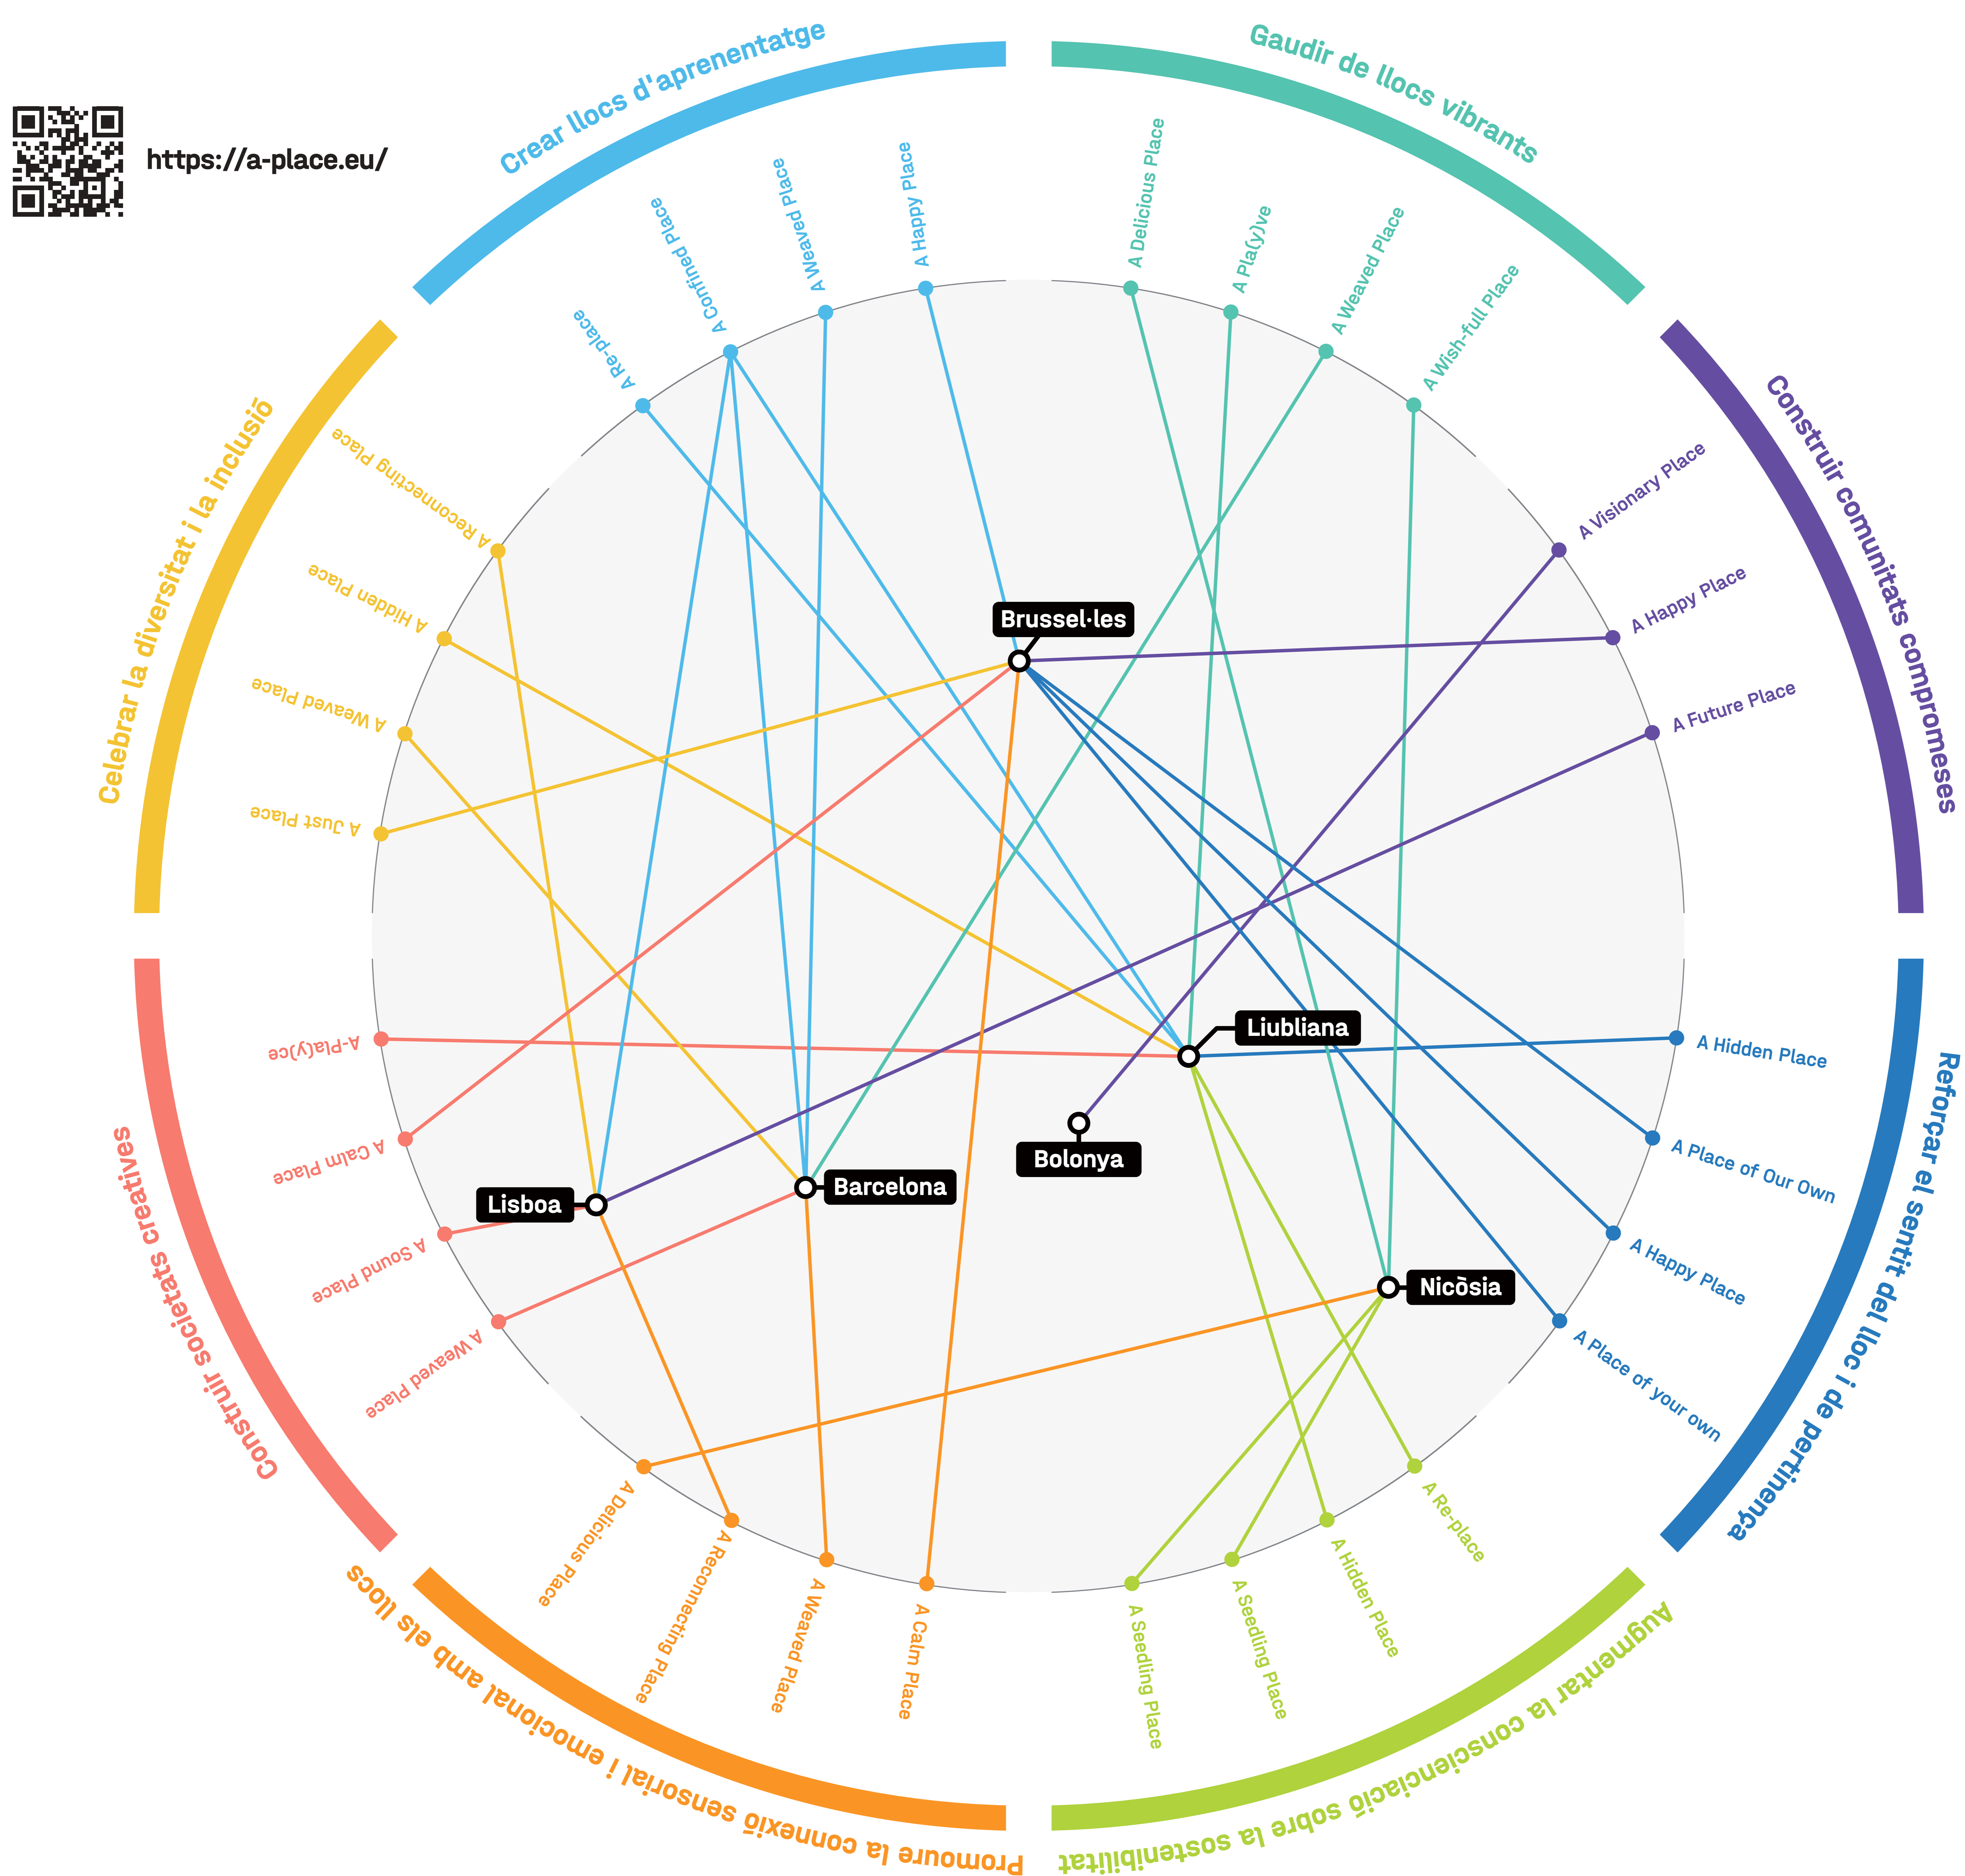 https://a-place.eu/
Crear llocs d'aprenentatge
A Re-place
A Confined Place
A Weaved Place
A Happy Place
Gaudir de llocs vibrants
A Delicious Place
A Pla(y)ve
A Weaved Place
A Wish-full Place
Construir comunitats compromeses
A Visionary Place
A Happy Place
A Future Place
Reforçar el sentit del lloc i de pertinença
A Hidden Place
A Place of Our Own
A Happy Place
A Place of your own
Augmentar la conscienciació sobre la sostenibilitat
A Re-place
A Hidden Place
A Seedling Place
A Seedling Place
Promoure la connexió sensorial i emocional amb els llocs
A Calm Place
A Weaved Place
A Reconnecting Place
A Delicious Place
Construir societats creatives
A Weaved Place
A Sound Place
A Calm Place
A-Pla(y)ce
Celebrar la diversitat i la inclusió
A Just Place
A Weaved Place
A Hidden Place
A Reconnecting Place
Brussel·les
Liubliana
Bolonya
Barcelona
Lisboa
Nicòsia